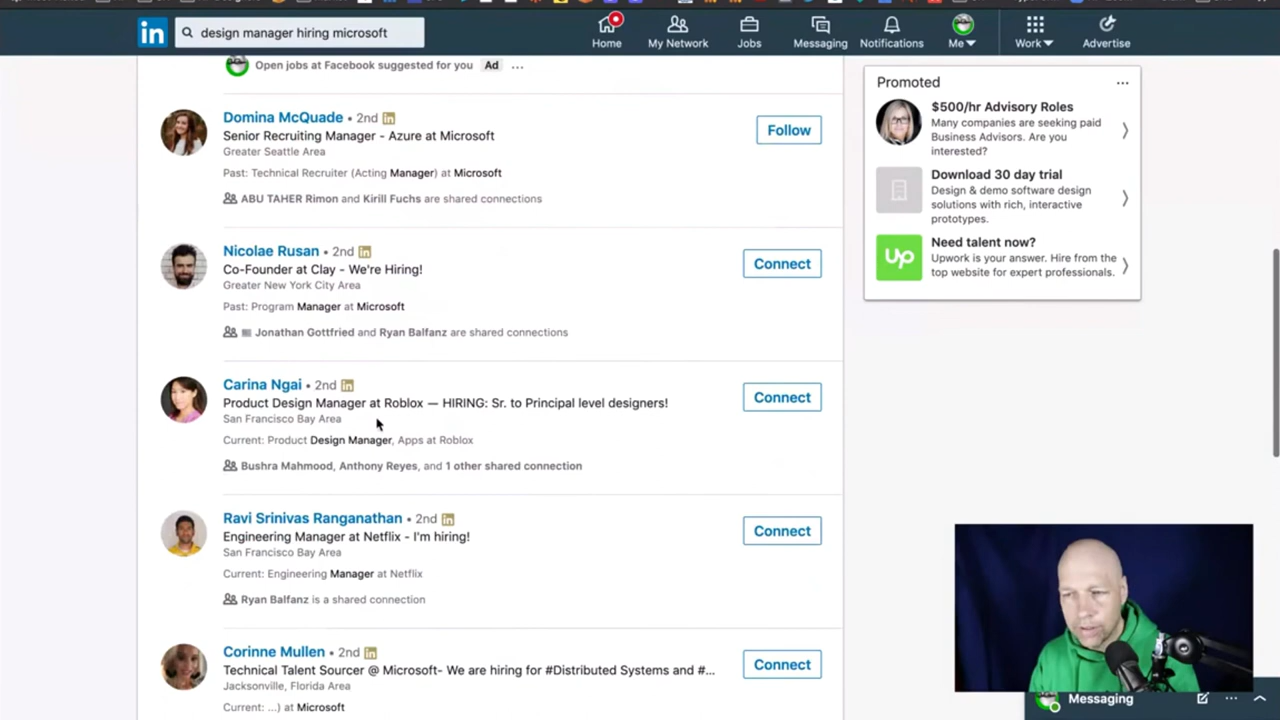 in
design manager hiring microsoft
Home
My Network
Jobs
Messaging
Notifications
Me
Work
Advertise
Open jobs at Facebook suggested for you Ad ...
Domina McQuade • 2nd in
Senior Recruiting Manager - Azure at Microsoft
Greater Seattle Area
Past: Technical Recruiter (Acting Manager) at Microsoft
ABU TAHER Rimon and Kirill Fuchs are shared connections
Follow
Nicolae Rusan • 2nd in
Co-Founder at Clay - We're Hiring!
Greater New York City Area
Past: Program Manager at Microsoft
Jonathan Gottfried and Ryan Balfanz are shared connections
Connect
Carina Ngai • 2nd in
Product Design Manager at Roblox — HIRING: Sr. to Principal level designers!
San Francisco Bay Area
Current: Product Design Manager, Apps at Roblox
Bushra Mahmood, Anthony Reyes, and 1 other shared connection
Connect
Ravi Srinivas Ranganathan • 2nd in
Engineering Manager at Netflix - I'm hiring!
San Francisco Bay Area
Current: Engineering Manager at Netflix
Ryan Balfanz is a shared connection
Connect
Corinne Mullen • 2nd in
Technical Talent Sourcer @ Microsoft- We are hiring for #Distributed Systems and #...
Jacksonville, Florida Area
Current: ...) at Microsoft
Connect
Promoted ...
$500/hr Advisory Roles
Many companies are seeking paid
Business Advisors. Are you
interested?
Download 30 day trial
Design & demo software design
solutions with rich, interactive
prototypes.
Up
Need talent now?
Upwork is your answer. Hire from the
top website for expert professionals.
Messaging ...